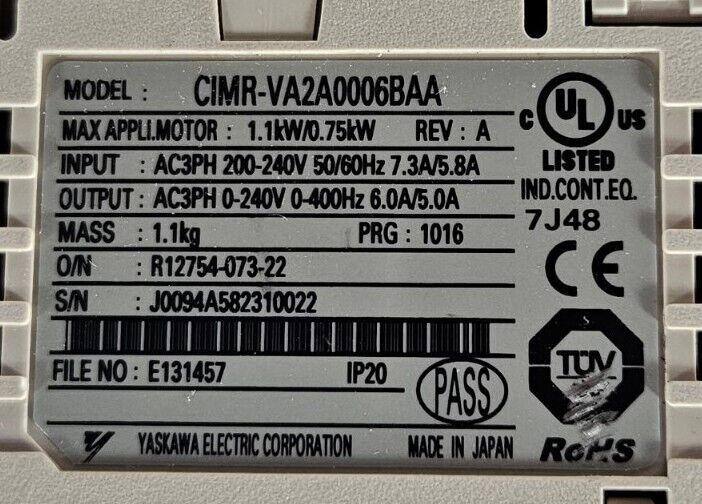 MODEL : CIMR-VA2A0006BAA
MAX APPLI.MOTOR : 1.1kW/0.75kW REV : A
INPUT : AC3PH 200-240V 50/60Hz 7.3A/5.8A
OUTPUT : AC3PH 0-240V 0-400Hz 6.0A/5.0A
MASS : 1.1kg PRG : 1016
O/N : R12754-073-22
S/N : J0094A582310022
FILE NO : E131457 IP20 PASS
YASKAWA ELECTRIC CORPORATION MADE IN JAPAN
C UL US
LISTED
IND.CONT.EQ.
7J48
CE
TÜV
RoHS